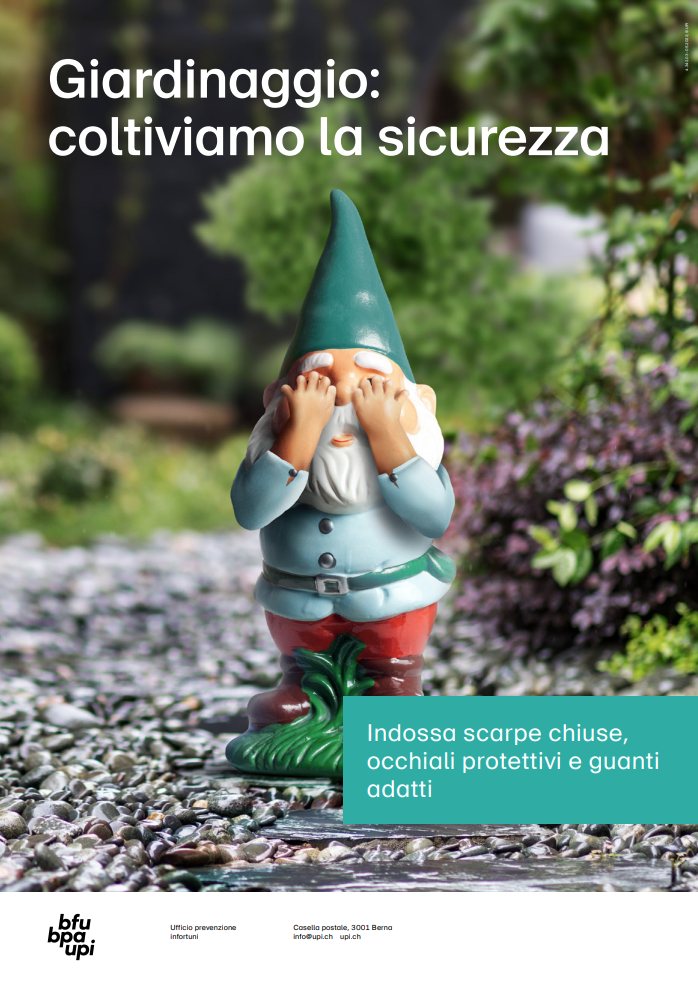 Giardinaggio:
coltiviamo la sicurezza
Indossa scarpe chiuse,
occhiali protettivi e guanti
adatti
bfu
bpa
upi
Ufficio prevenzione
infortuni
Casella postale, 3001 Berna
info@upi.ch upi.ch